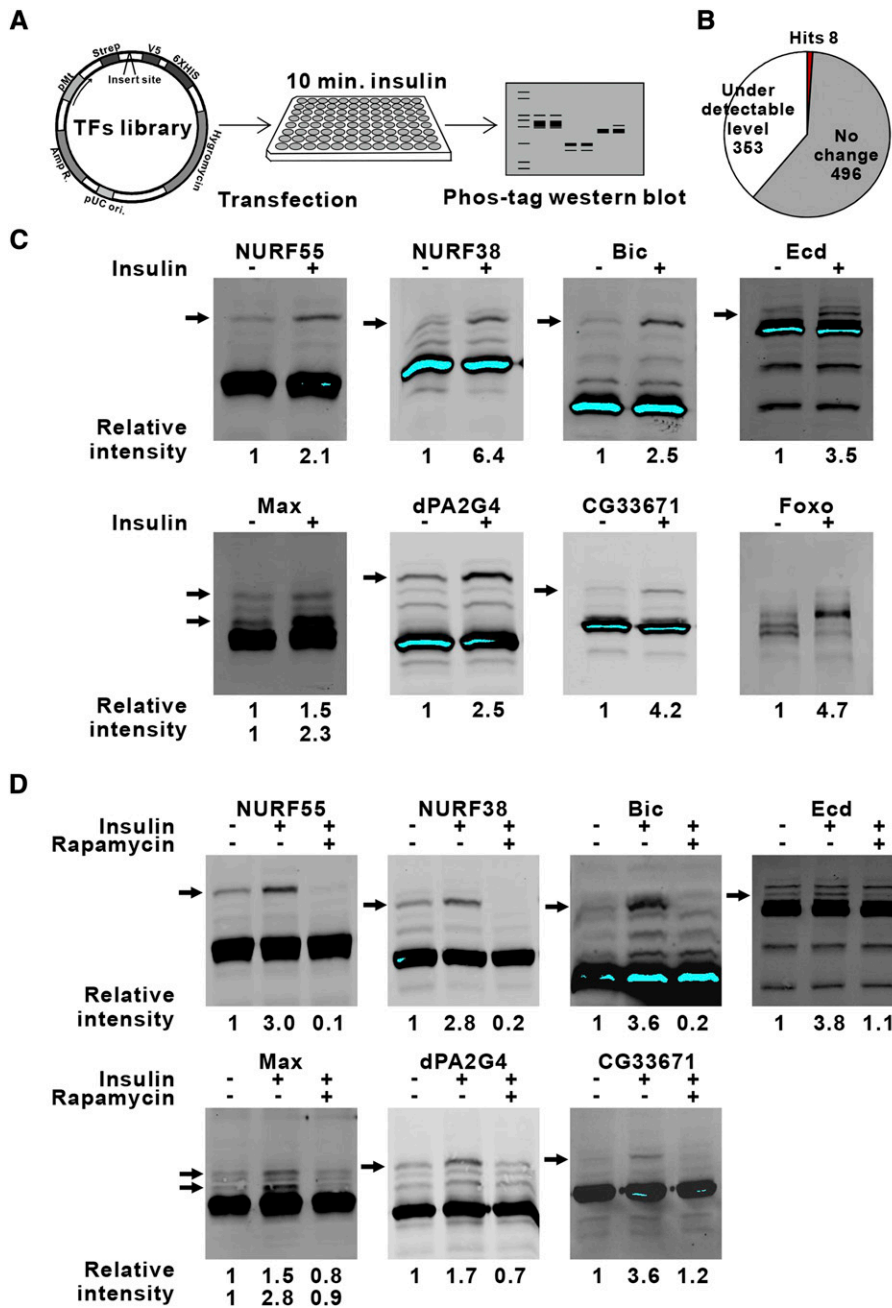 A
Strep
V5
6XHIS
pMt
Insert site
TFs library
Hygromycin
Amp R.
pUC ori.
10 min. insulin
Transfection
Phos-tag western blot
B
Hits 8
Under
detectable
level
353
No
change
496
C
NURF55 NURF38 Bic Ecd
Insulin - + - + - + - +
Relative
intensity 1 2.1 1 6.4 1 2.5 1 3.5
Max dPA2G4 CG33671 Foxo
Insulin - + - + - + - +
Relative 1 1.5 1 2.5 1 4.2 1 4.7
intensity 1 2.3
D
NURF55 NURF38 Bic Ecd
Insulin - + + - + + - + + - + +
Rapamycin - - + - - + - - + - - +
Relative
intensity 1 3.0 0.1 1 2.8 0.2 1 3.6 0.2 1 3.8 1.1
Max dPA2G4 CG33671
Insulin - + + - + + - + +
Rapamycin - - + - - + - - +
Relative 1 1.5 0.8 1 1.7 0.7 1 3.6 1.2
intensity 1 2.8 0.9